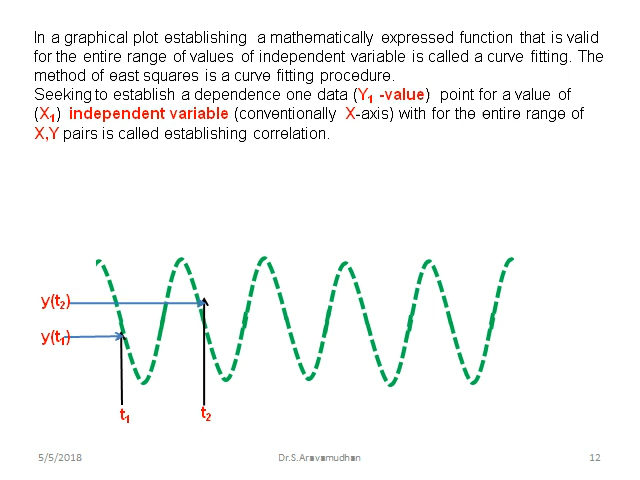 In a graphical plot establishing a mathematically expressed function that is valid
for the entire range of values of independent variable is called a curve fitting. The
method of east squares is a curve fitting procedure.
Seeking to establish a dependence one data (Y1 -value) point for a value of
(X1) independent variable (conventionally X-axis) with for the entire range of
X,Y pairs is called establishing correlation.
y(t2)
y(t1)
t1
t2
5/5/2018
Dr.S.Aravamudhan
12